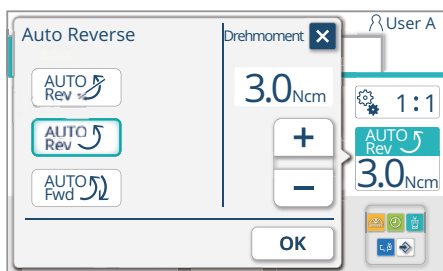 Auto Reverse
Drehmoment
User A
AUTO
Rev
3.0Ncm
1:1
AUTO
Rev
+
AUTO
Rev
3.0Ncm
AUTO
Fwd
−
OK